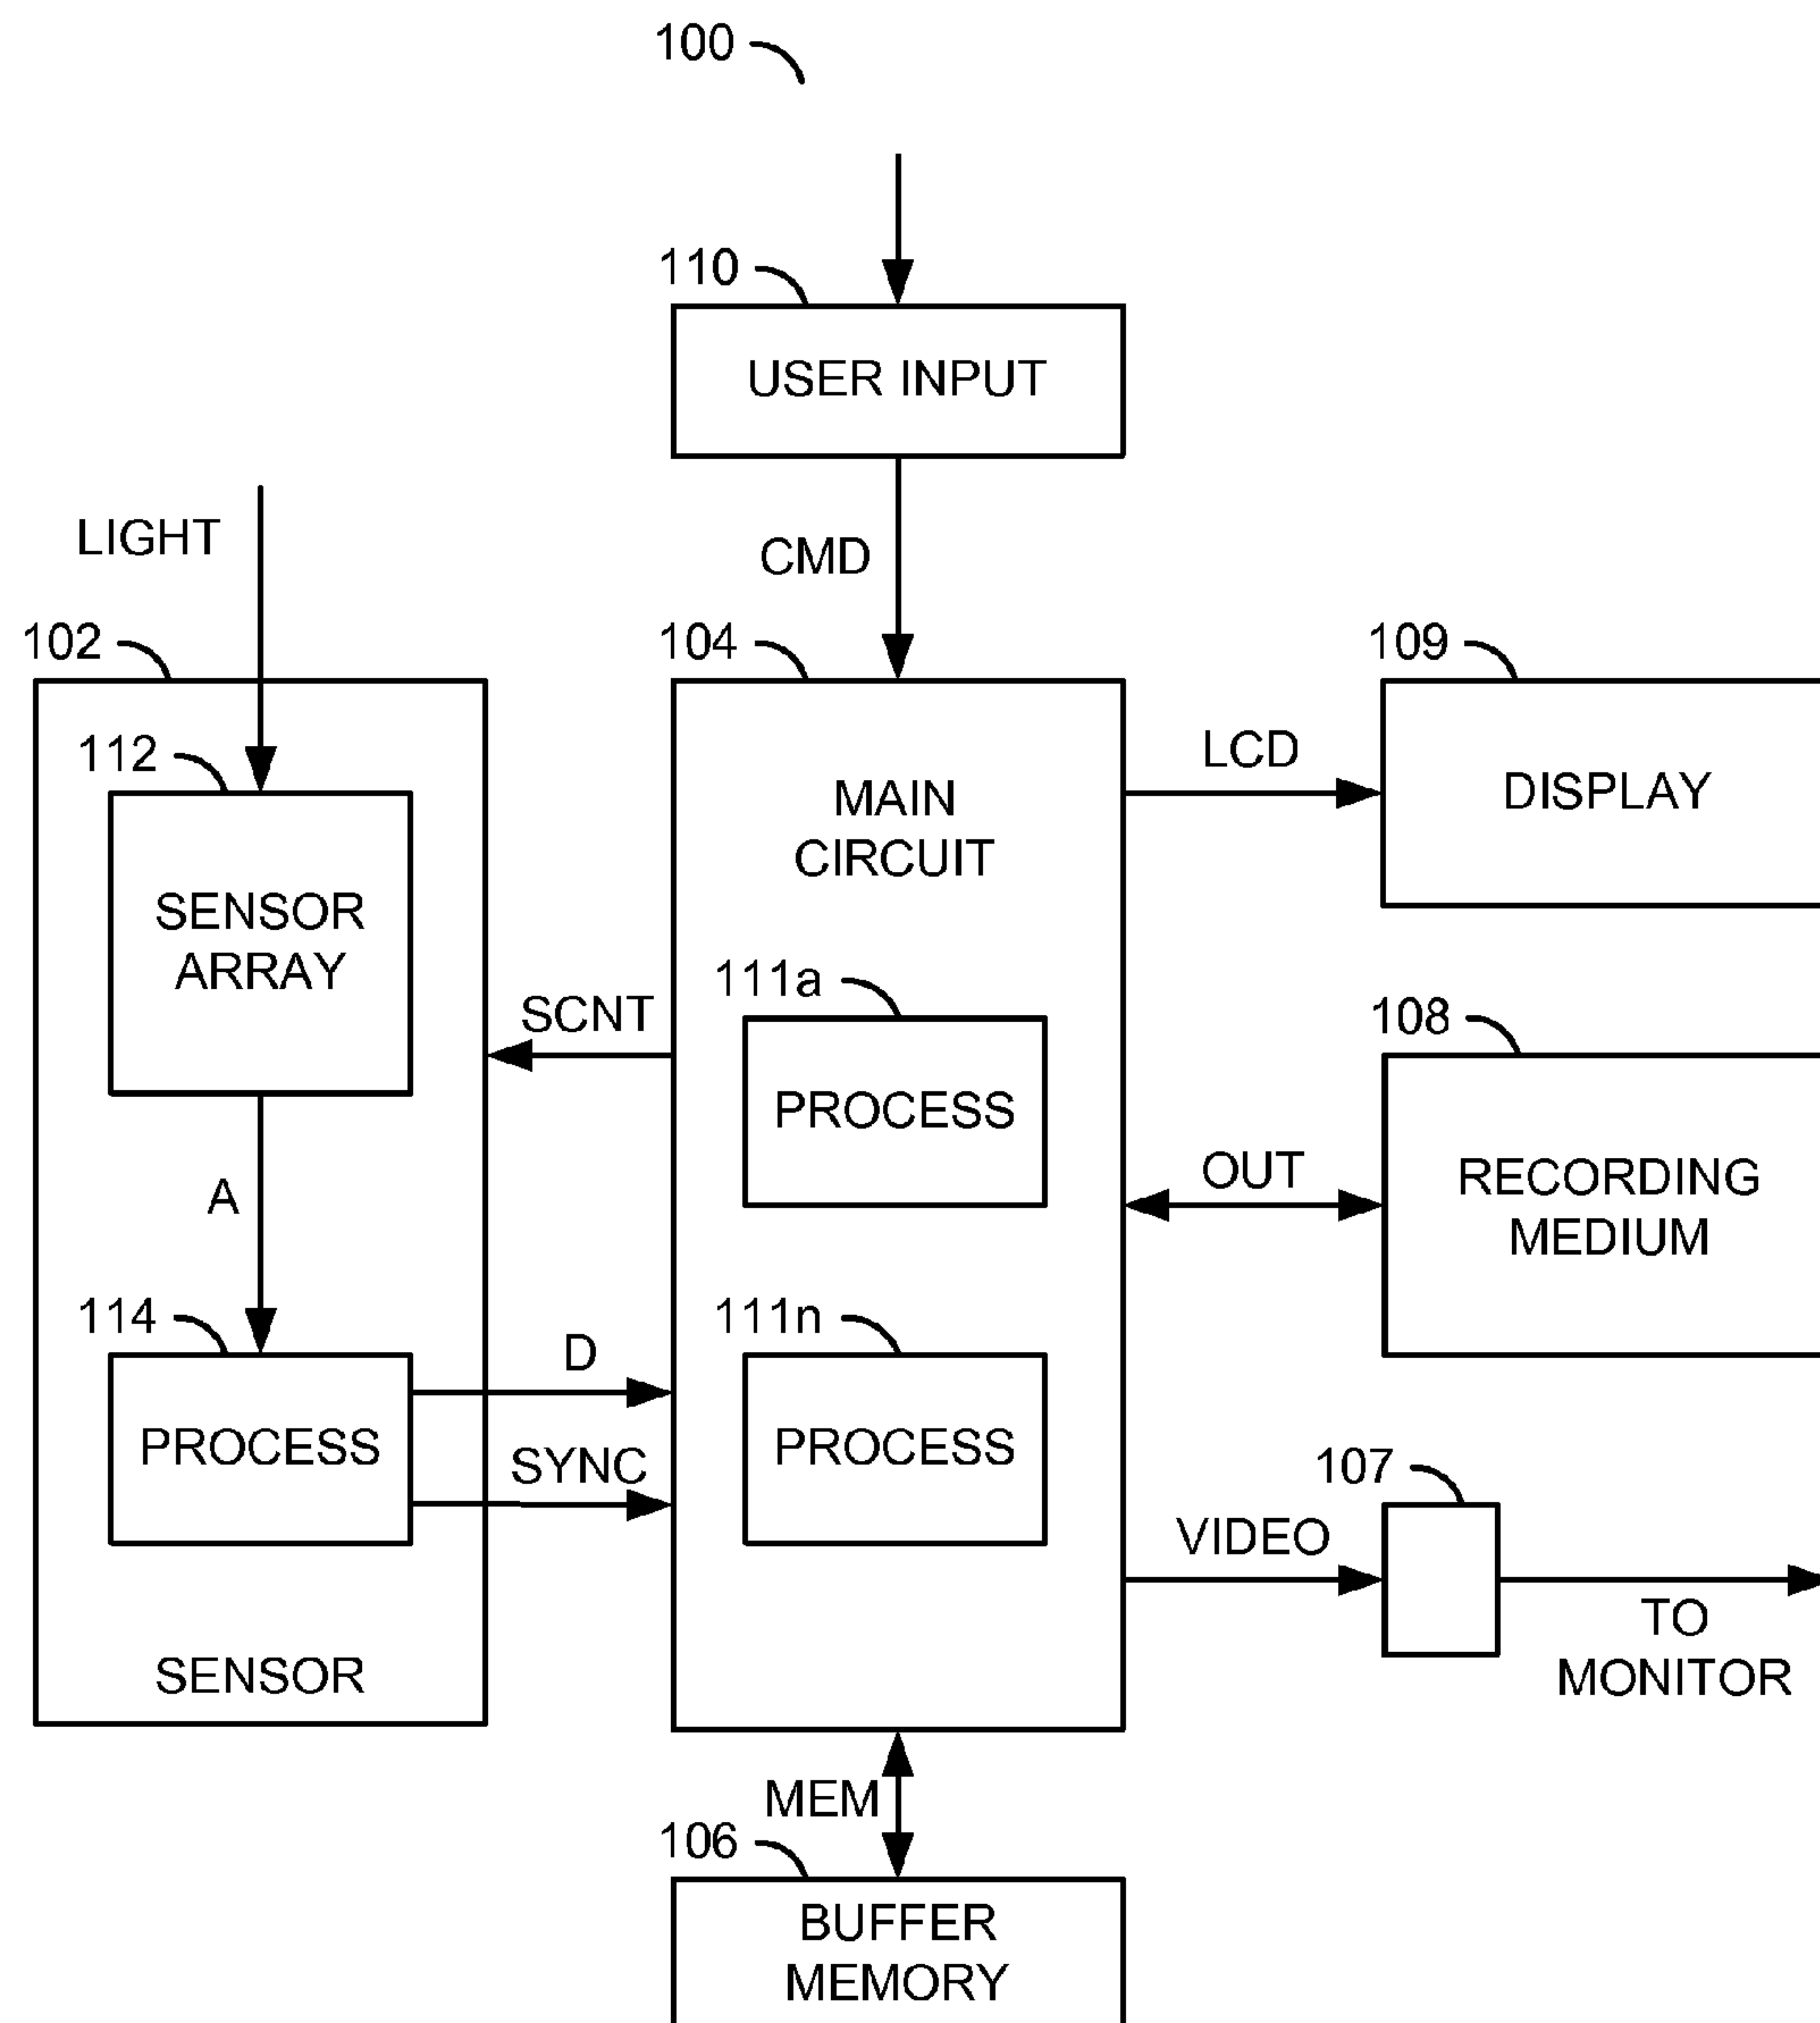 100
110
USER INPUT
LIGHT
CMD
102
104
109
112
MAIN
CIRCUIT
LCD
DISPLAY
SENSOR
ARRAY
111a
SCNT
108
PROCESS
OUT
RECORDING
MEDIUM
A
114
111n
D
PROCESS
SYNC
PROCESS
107
VIDEO
TO
MONITOR
SENSOR
MEM
106
BUFFER
MEMORY